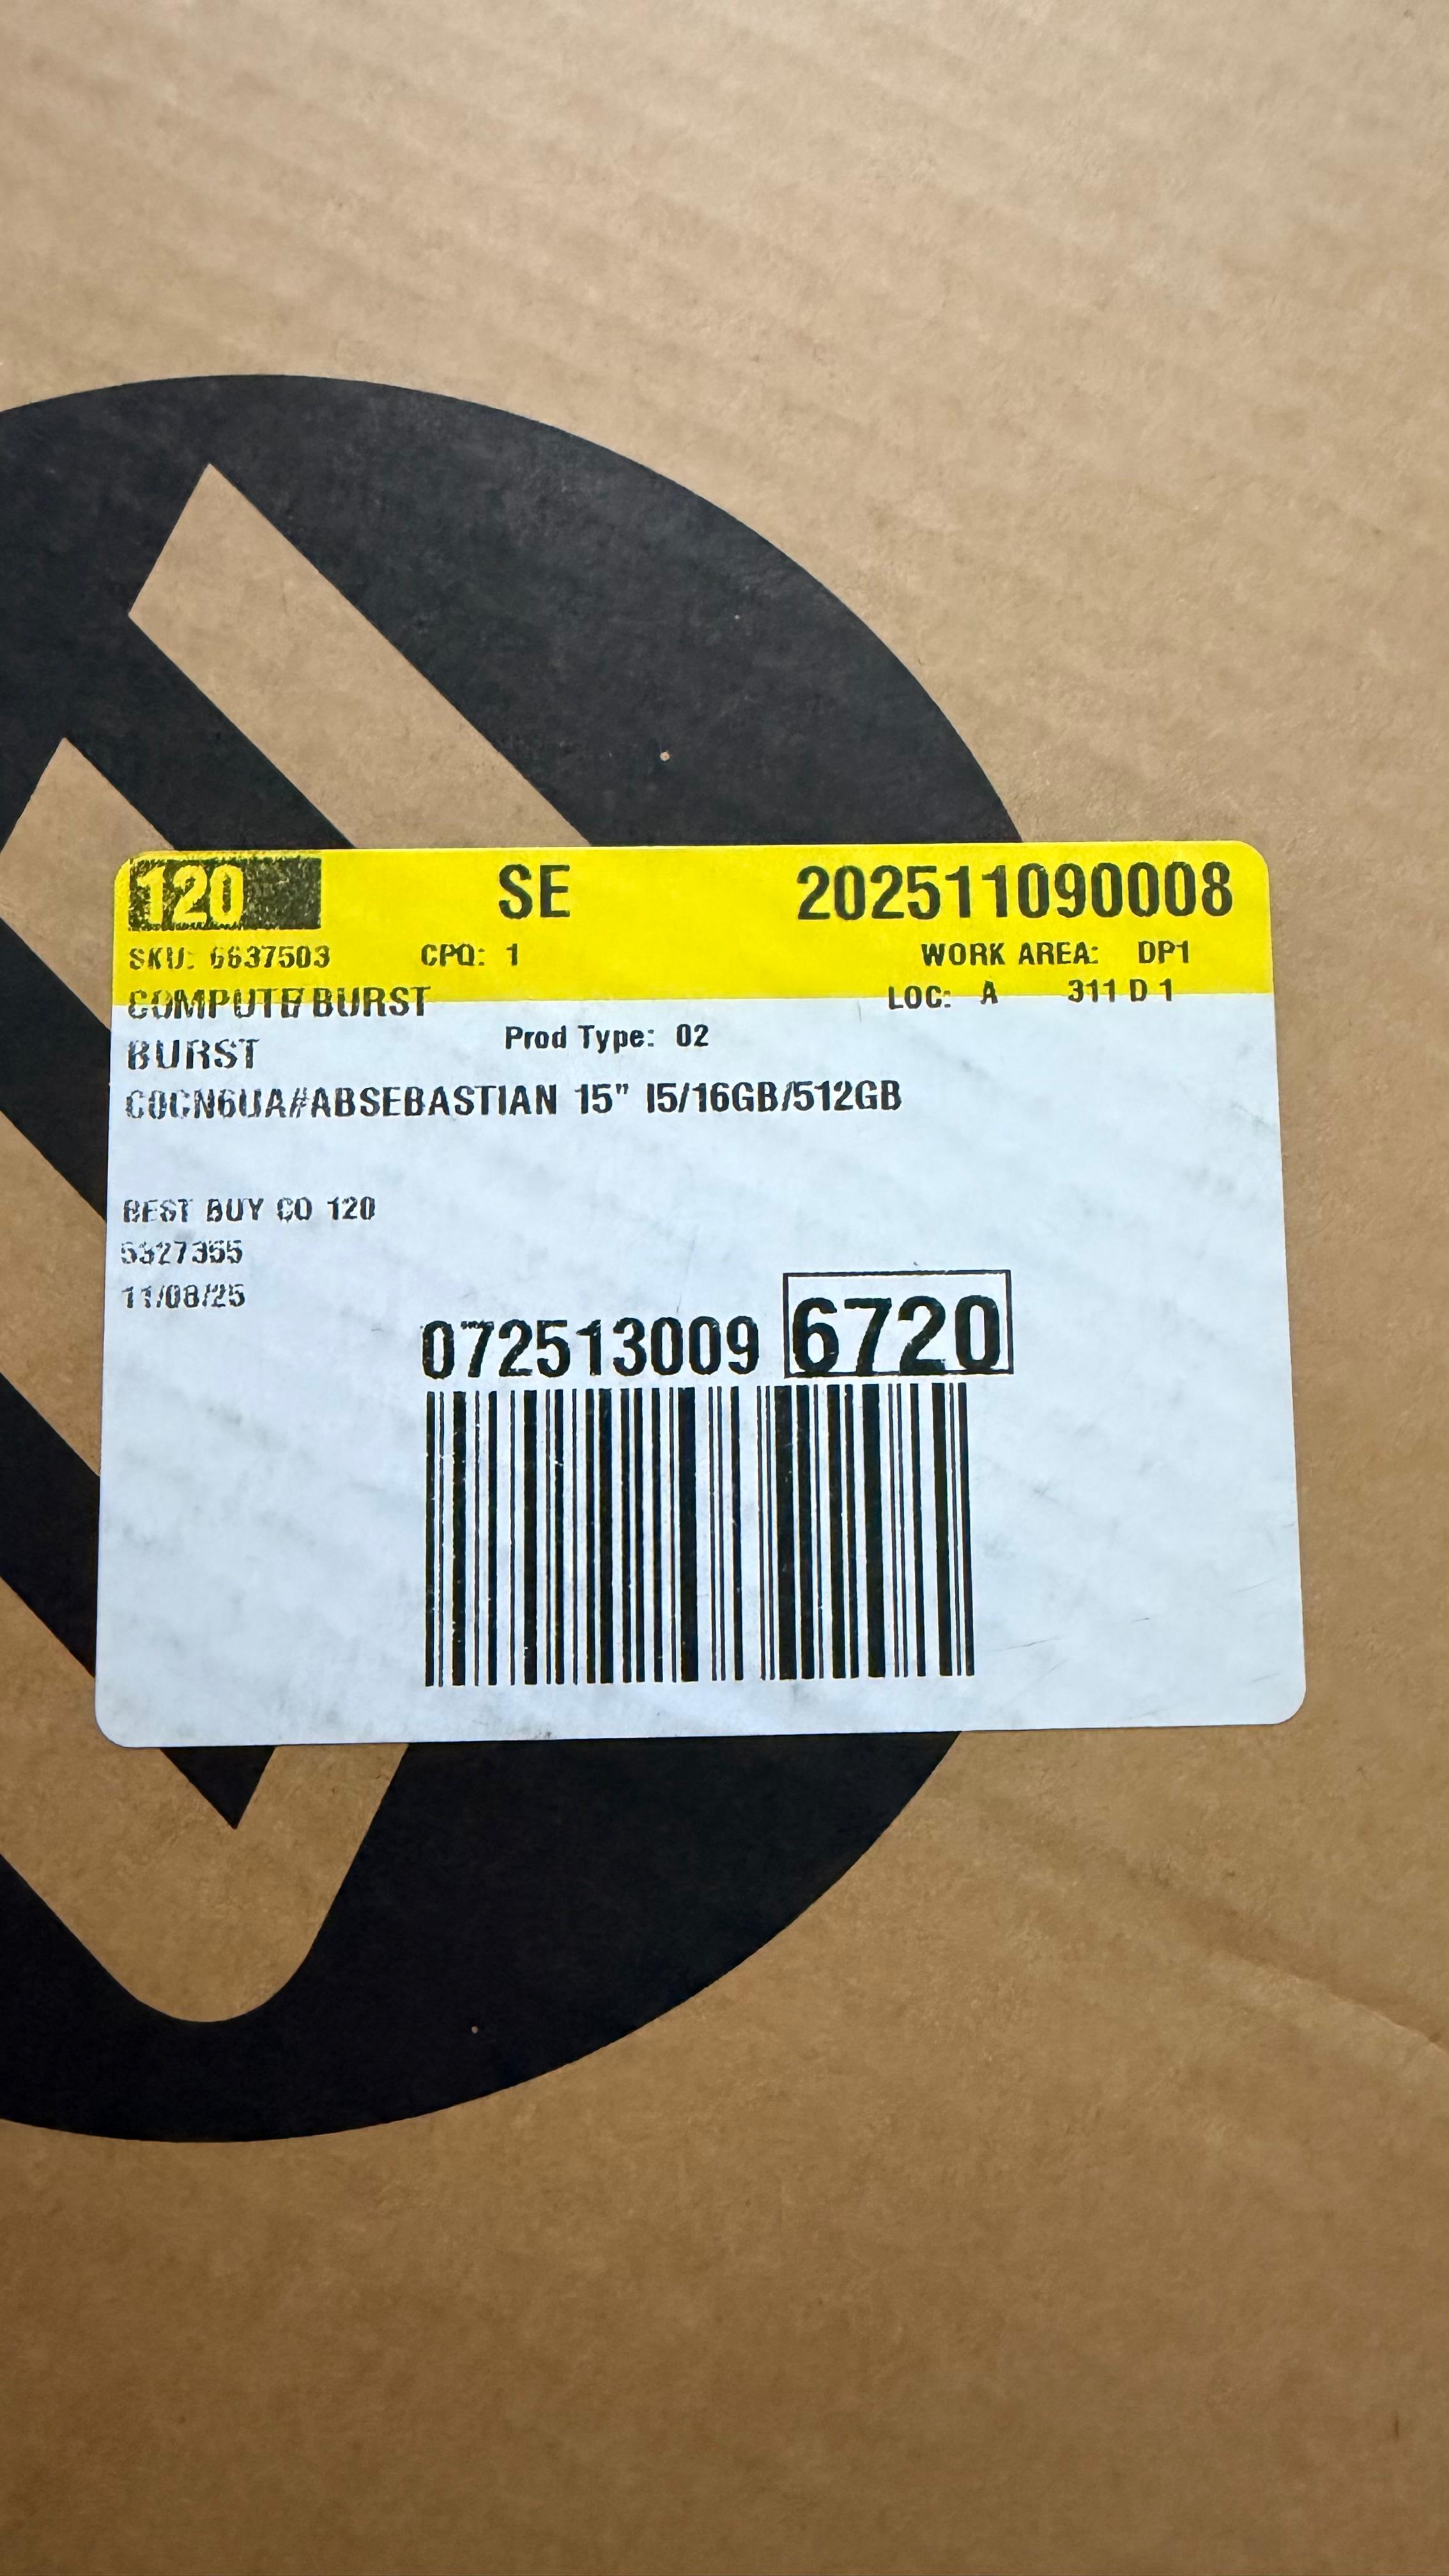 120 SE 202511090008
SKU: 6637503 CPQ: 1 WORK AREA: DP1
COMPUTE BURST LOC: A 311 D 1
BURST Prod Type: 02
C0CN6UA#ABSEBASTIAN 15" I5/16GB/512GB
BEST BUY CO 120
5327355
11/08/25
072513009 6720